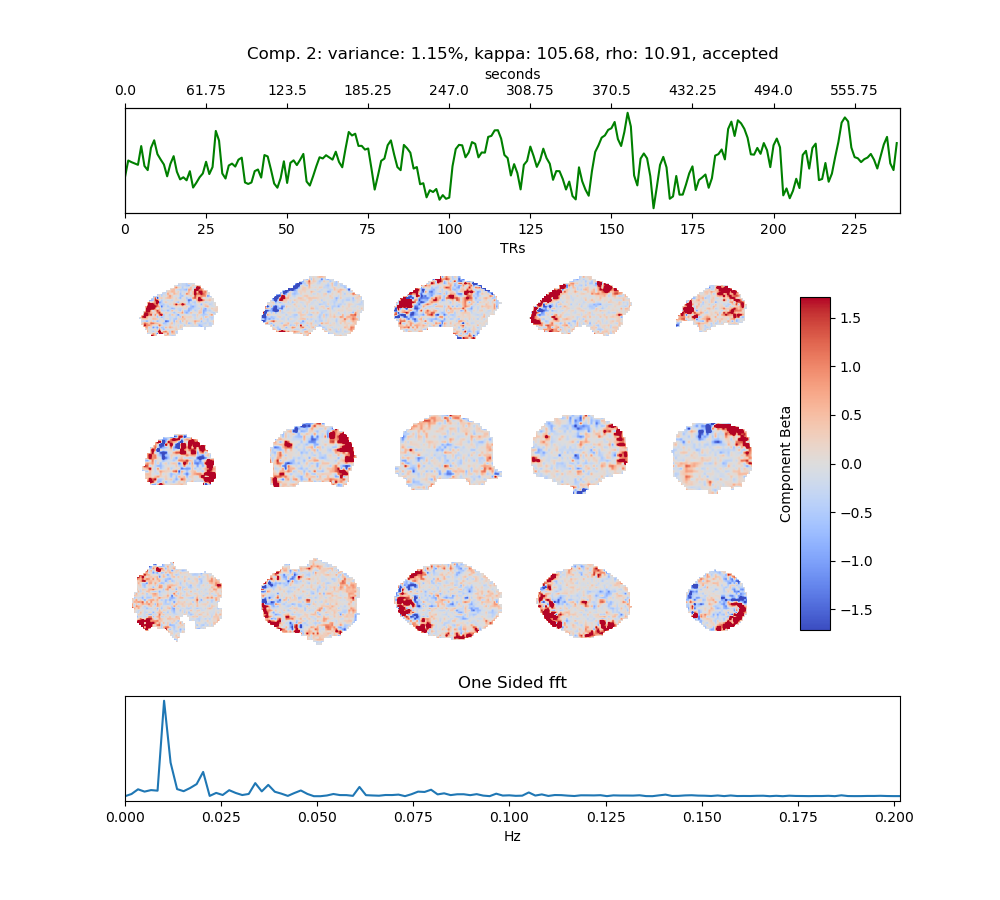 Comp. 2: variance: 1.15%, kappa: 105.68, rho: 10.91, accepted
seconds
0.0 61.75 123.5 185.25 247.0 308.75 370.5 432.25 494.0 555.75
0 25 50 75 100 125 150 175 200 225
TRs
1.5
1.0
0.5
0.0
−0.5
−1.0
−1.5
Component Beta
One Sided fft
0.000 0.025 0.050 0.075 0.100 0.125 0.150 0.175 0.200
Hz